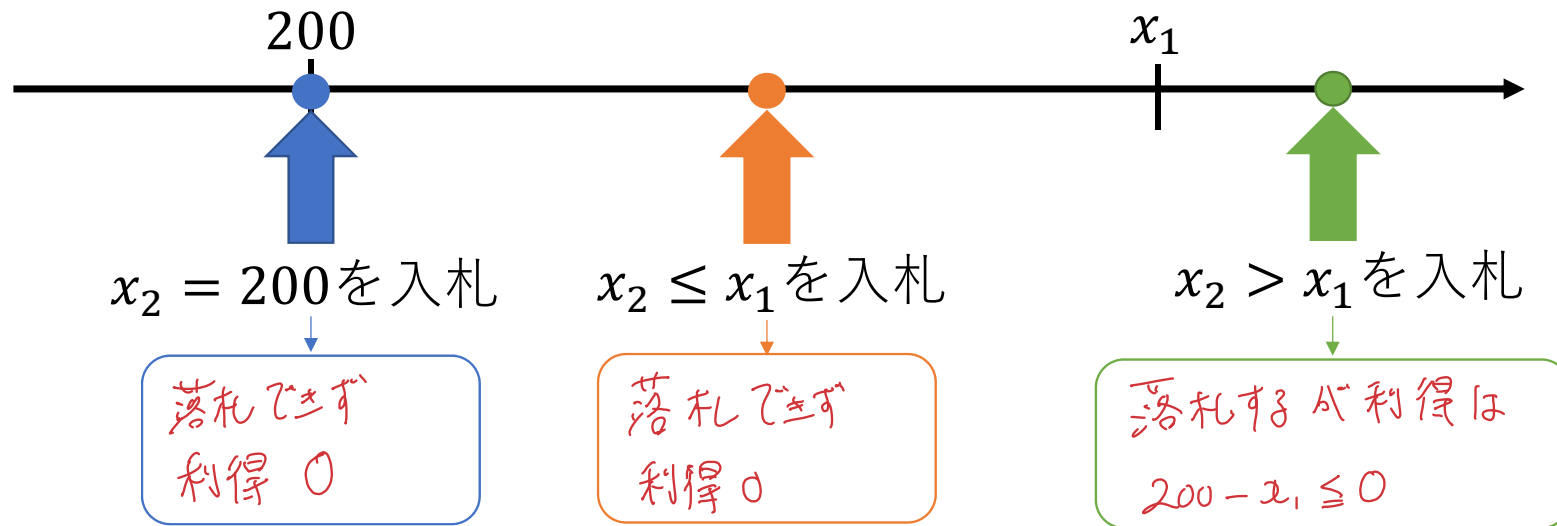 200
x₁
x₂ = 200を入札
x₂ ≤ x₁を入札
x₂ > x₁を入札
落札できず
利得 0
落札できず
利得 0
落札するが利得は
200 - x₁ ≦ 0